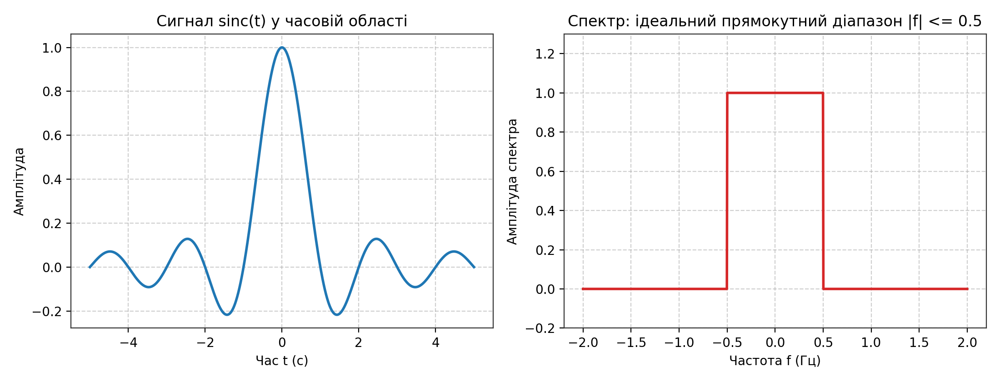 Сигнал sinc(t) у часовій області
Амплітуда
1.0
0.8
0.6
0.4
0.2
0.0
−0.2
−4 −2 0 2 4
Час t (с)
Спектр: ідеальний прямокутний діапазон |f| <= 0.5
Амплітуда спектра
1.2
1.0
0.8
0.6
0.4
0.2
0.0
−0.2
−2.0 −1.5 −1.0 −0.5 0.0 0.5 1.0 1.5 2.0
Частота f (Гц)